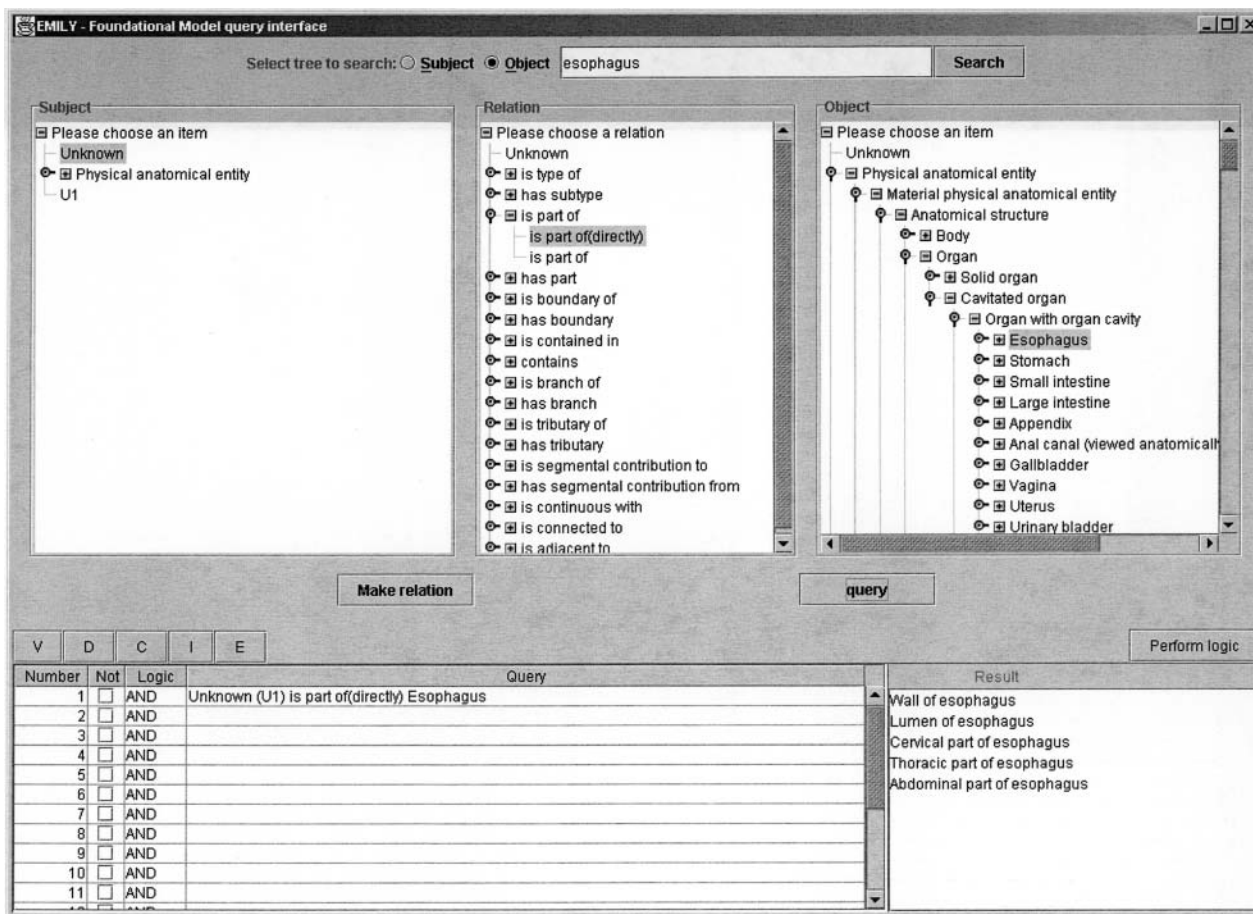 EMILY - Foundational Model query interface
Select tree to search: Subject Object esophagus Search
Subject
Please choose an item
Unknown
Physical anatomical entity
U1
Relation
Please choose a relation
Unknown
is type of
has subtype
is part of
is part of(directly)
is part of
has part
is boundary of
has boundary
is contained in
contains
is branch of
has branch
is tributary of
has tributary
is segmental contribution to
has segmental contribution from
is continuous with
is connected to
is adjacent to
Object
Please choose an item
Unknown
Physical anatomical entity
Material physical anatomical entity
Anatomical structure
Body
Organ
Solid organ
Cavitated organ
Organ with organ cavity
Esophagus
Stomach
Small intestine
Large intestine
Appendix
Anal canal (viewed anatomicall
Gallbladder
Vagina
Uterus
Urinary bladder
Make relation
query
V D C I E
Perform logic
Number Not Logic Query
1 AND Unknown (U1) is part of(directly) Esophagus
2 AND
3 AND
4 AND
5 AND
6 AND
7 AND
8 AND
9 AND
10 AND
11 AND
Result
Wall of esophagus
Lumen of esophagus
Cervical part of esophagus
Thoracic part of esophagus
Abdominal part of esophagus